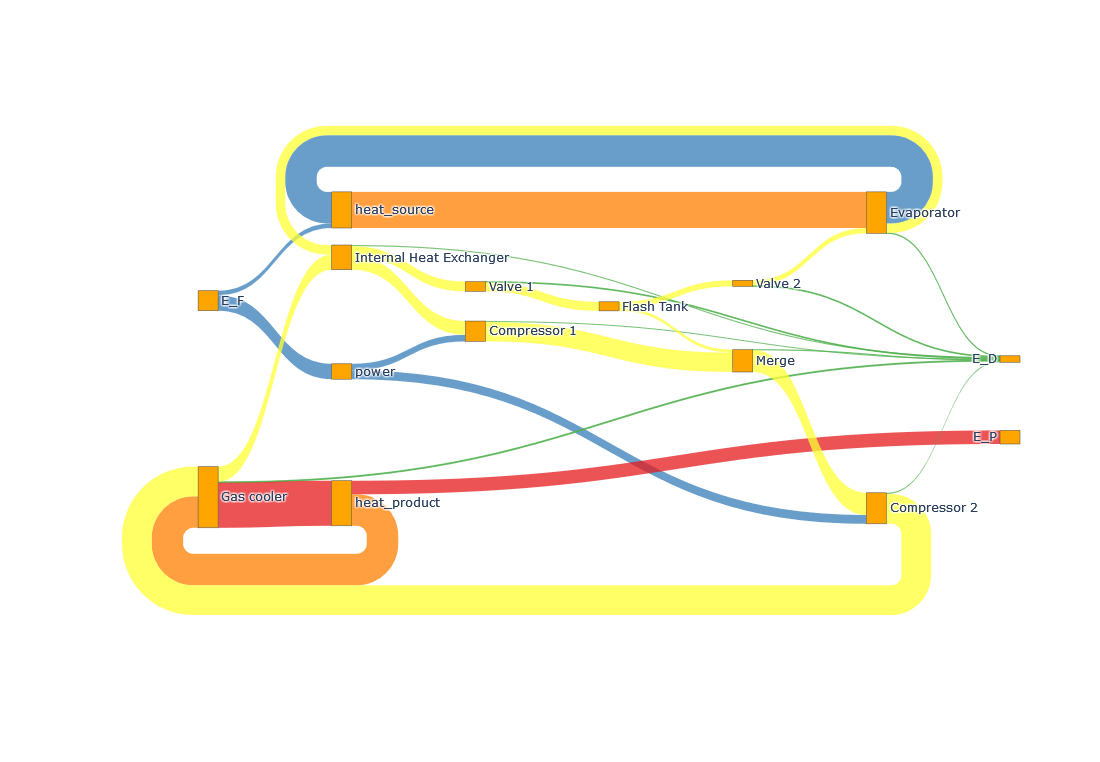 heat_source
Evaporator
Internal Heat Exchanger
Valve 1
Valve 2
E_F
Flash Tank
Compressor 1
Merge
E_D
power
E_P
Gas cooler
heat_product
Compressor 2